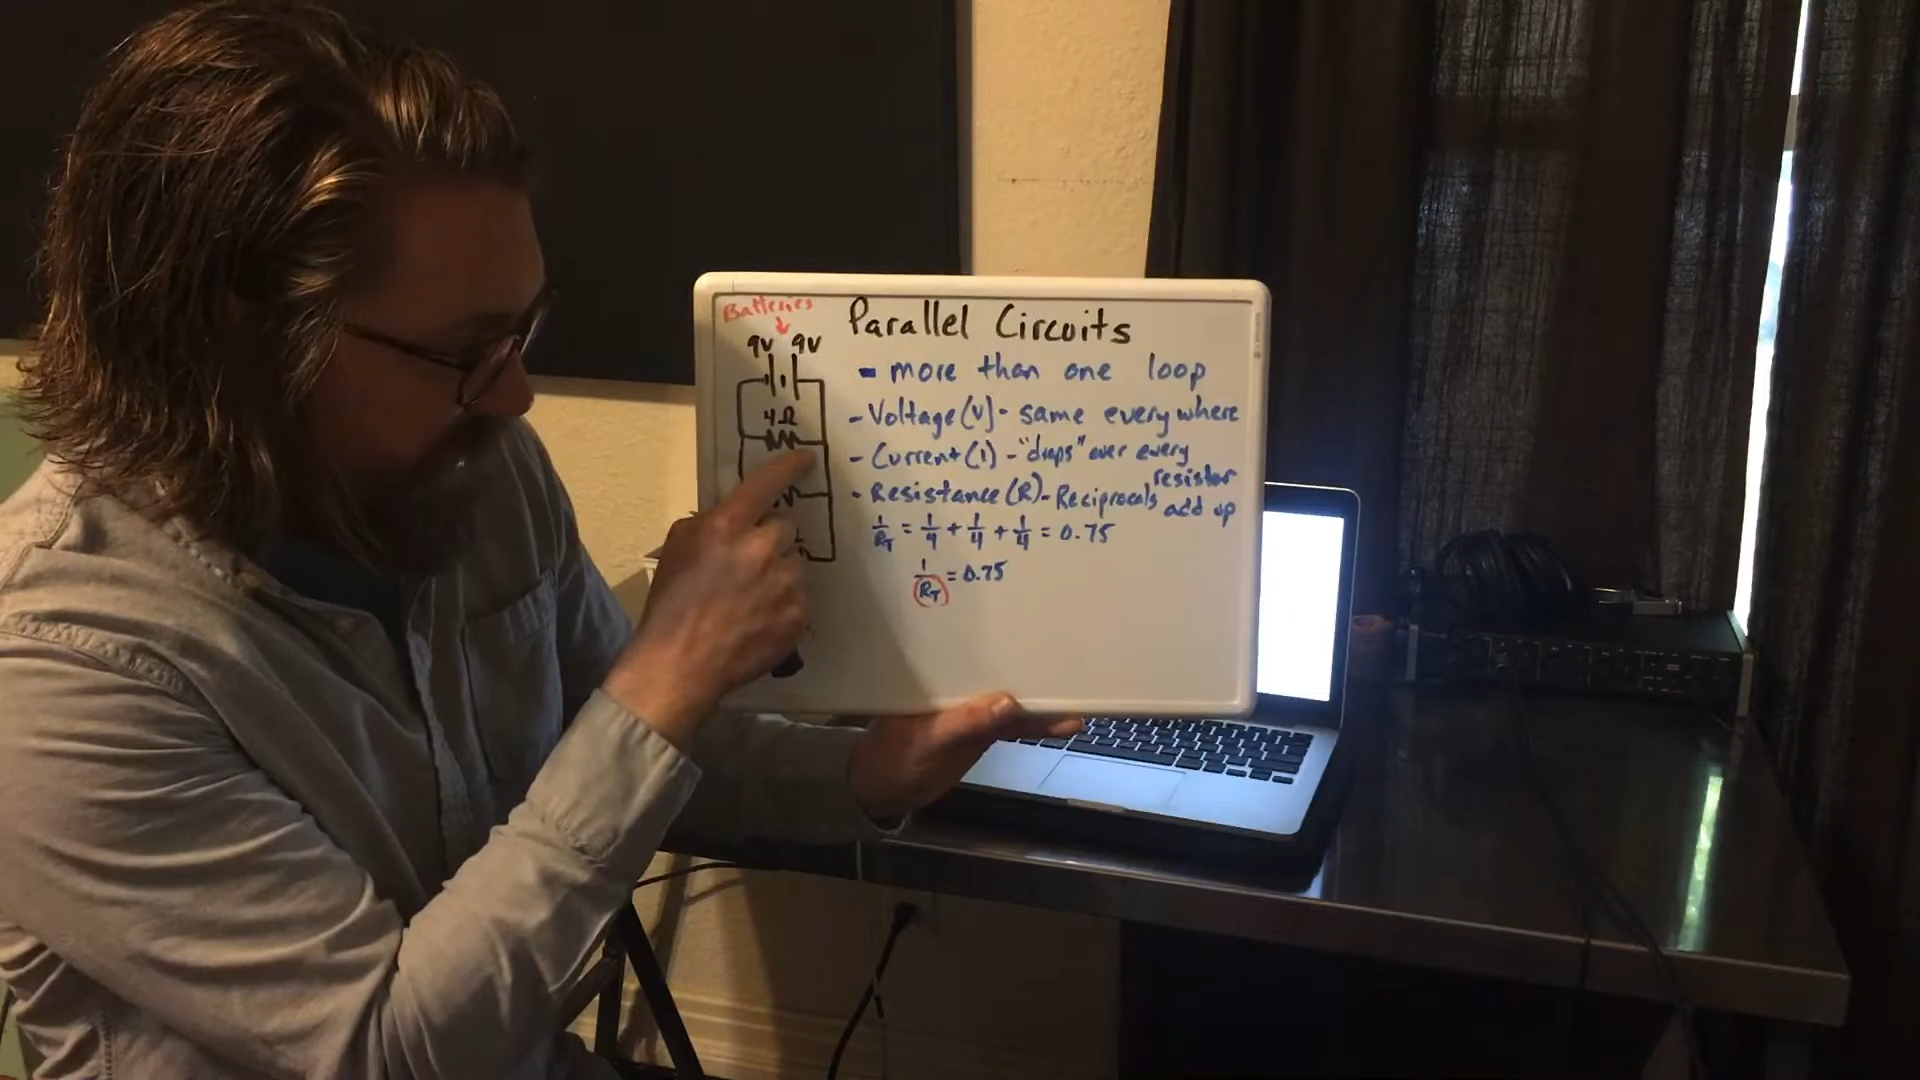 Batteries
9V 9V
4Ω
Parallel Circuits
- more than one loop
- Voltage (V) - same everywhere
- Current (I) - "drops" over every
resistor
- Resistance (R) - Reciprocals add up
1/RT = 1/4 + 1/4 + 1/4 = 0.75
1/RT = 0.75